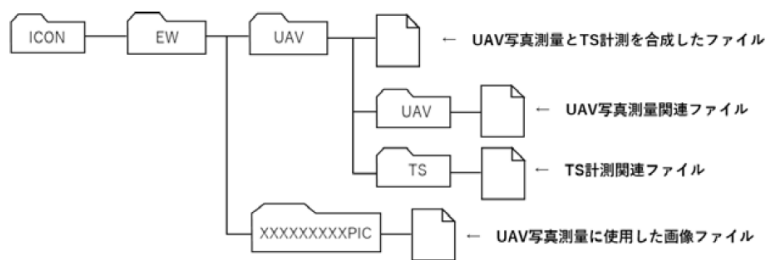 ICON
EW
UAV
← UAV写真測量とTS計測を合成したファイル
UAV
← UAV写真測量関連ファイル
TS
← TS計測関連ファイル
XXXXXXXXXPIC
← UAV写真測量に使用した画像ファイル